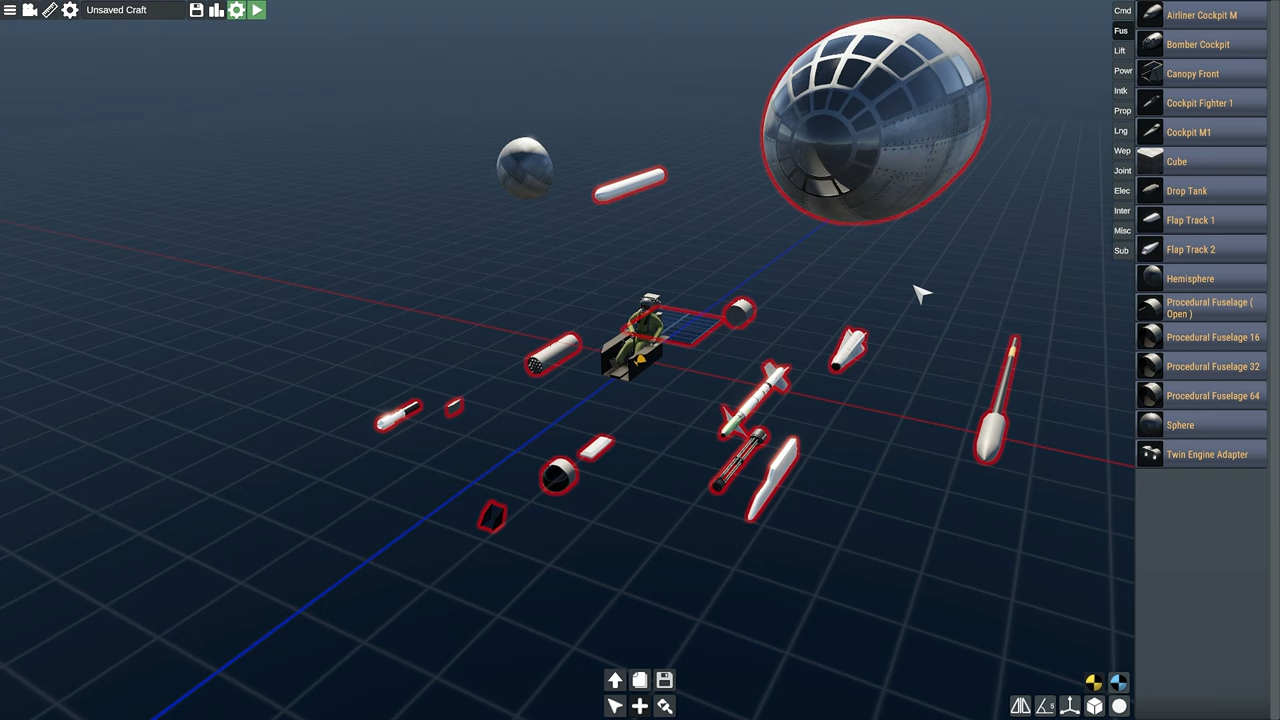 Unsaved Craft
Cmd
Fus
Lift
Powr
Intk
Prop
Lng
Wep
Joint
Elec
Inter
Misc
Sub
Airliner Cockpit M
Bomber Cockpit
Canopy Front
Cockpit Fighter 1
Cockpit M1
Cube
Drop Tank
Flap Track 1
Flap Track 2
Hemisphere
Procedural Fuselage (
Open )
Procedural Fuselage 16
Procedural Fuselage 32
Procedural Fuselage 64
Sphere
Twin Engine Adapter
5